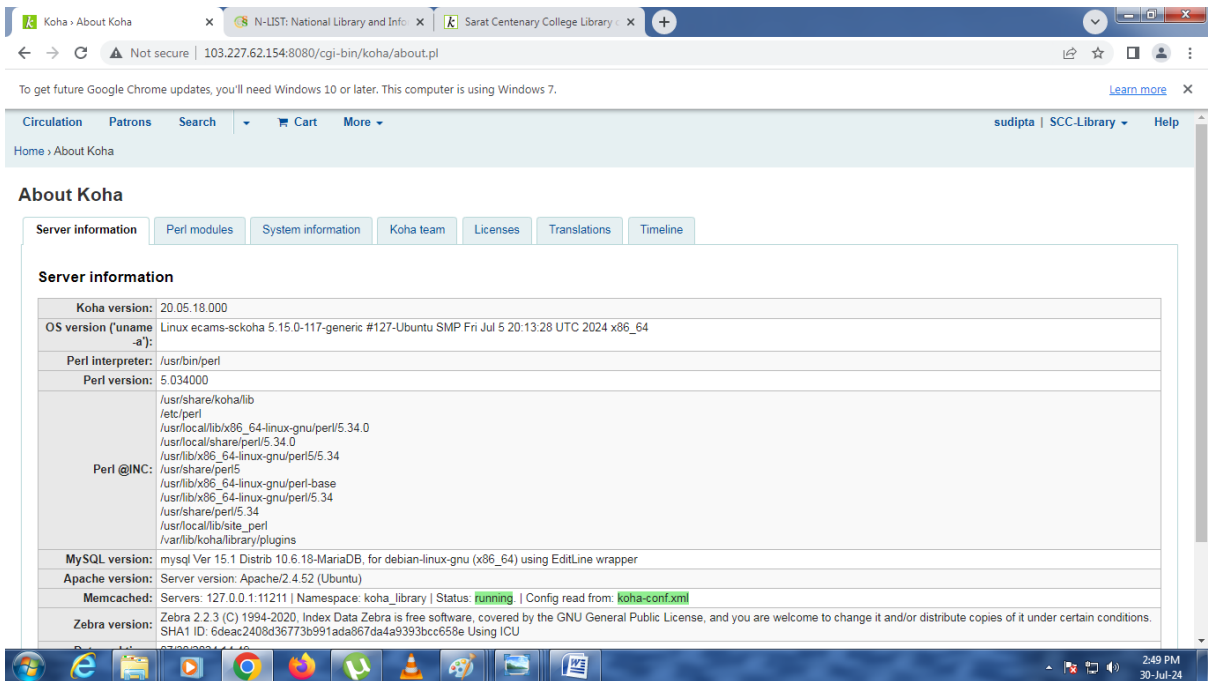 Koha › About Koha
N-LIST: National Library and Info
Sarat Centenary College Library
Not secure | 103.227.62.154:8080/cgi-bin/koha/about.pl
To get future Google Chrome updates, you'll need Windows 10 or later. This computer is using Windows 7.
Learn more
Circulation Patrons Search Cart More
sudipta | SCC-Library Help
Home › About Koha
About Koha
Server information Perl modules System information Koha team Licenses Translations Timeline
Server information
Koha version: 20.05.18.000
OS version ('uname Linux ecams-sckoha 5.15.0-117-generic #127-Ubuntu SMP Fri Jul 5 20:13:28 UTC 2024 x86_64
-a'):
Perl interpreter: /usr/bin/perl
Perl version: 5.034000
Perl @INC:
/usr/share/koha/lib
/etc/perl
/usr/local/lib/x86_64-linux-gnu/perl/5.34.0
/usr/local/share/perl/5.34.0
/usr/lib/x86_64-linux-gnu/perl5/5.34
/usr/share/perl5
/usr/lib/x86_64-linux-gnu/perl-base
/usr/lib/x86_64-linux-gnu/perl/5.34
/usr/share/perl/5.34
/usr/local/lib/site_perl
/var/lib/koha/library/plugins
MySQL version: mysql Ver 15.1 Distrib 10.6.18-MariaDB, for debian-linux-gnu (x86_64) using EditLine wrapper
Apache version: Server version: Apache/2.4.52 (Ubuntu)
Memcached: Servers: 127.0.0.1:11211 | Namespace: koha_library | Status: running. | Config read from: koha-conf.xml
Zebra version: Zebra 2.2.3 (C) 1994-2020, Index Data Zebra is free software, covered by the GNU General Public License, and you are welcome to change it and/or distribute copies of it under certain conditions.
SHA1 ID: 6deac2408d36773b991ada867da4a9393bcc658e Using ICU
2:49 PM
30-Jul-24